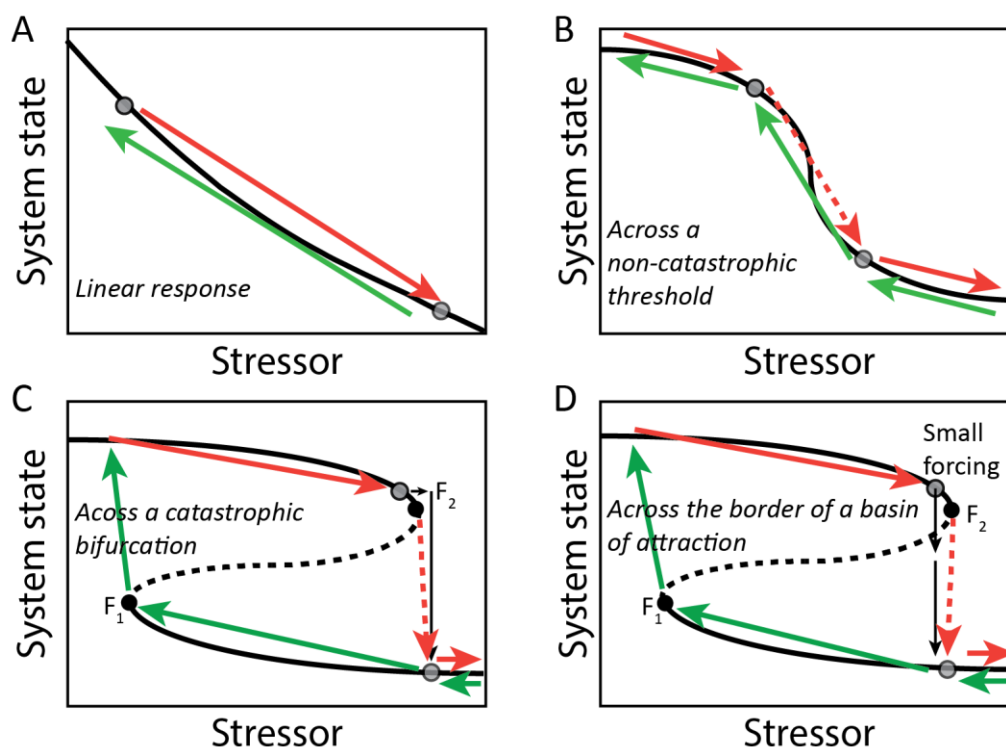 A
System state
Linear response
Stressor
B
System state
Across a
non-catastrophic
threshold
Stressor
C
System state
F2
Acoss a catastrophic
bifurcation
F1
Stressor
D
System state
Small
forcing
Across the border of a basin
of attraction
F2
F1
Stressor